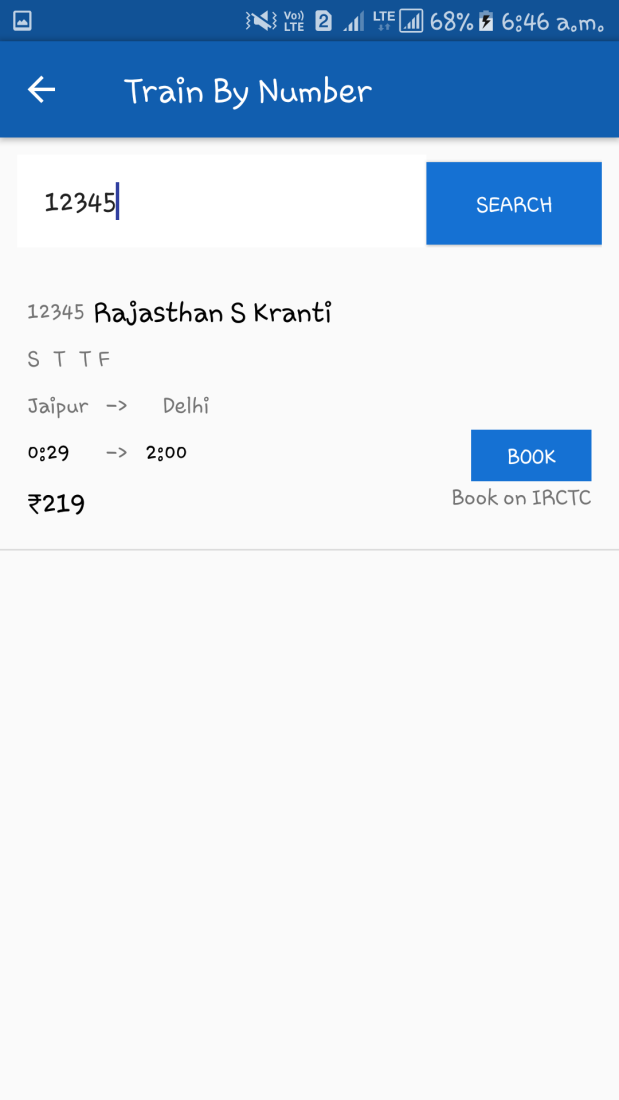 Vo)) LTE 2 LTE 68% 6:46 a.m.
Train By Number
12345
SEARCH
12345 Rajasthan S Kranti
S T T F
Jaipur -> Delhi
0:29 -> 2:00
BOOK
₹219
Book on IRCTC